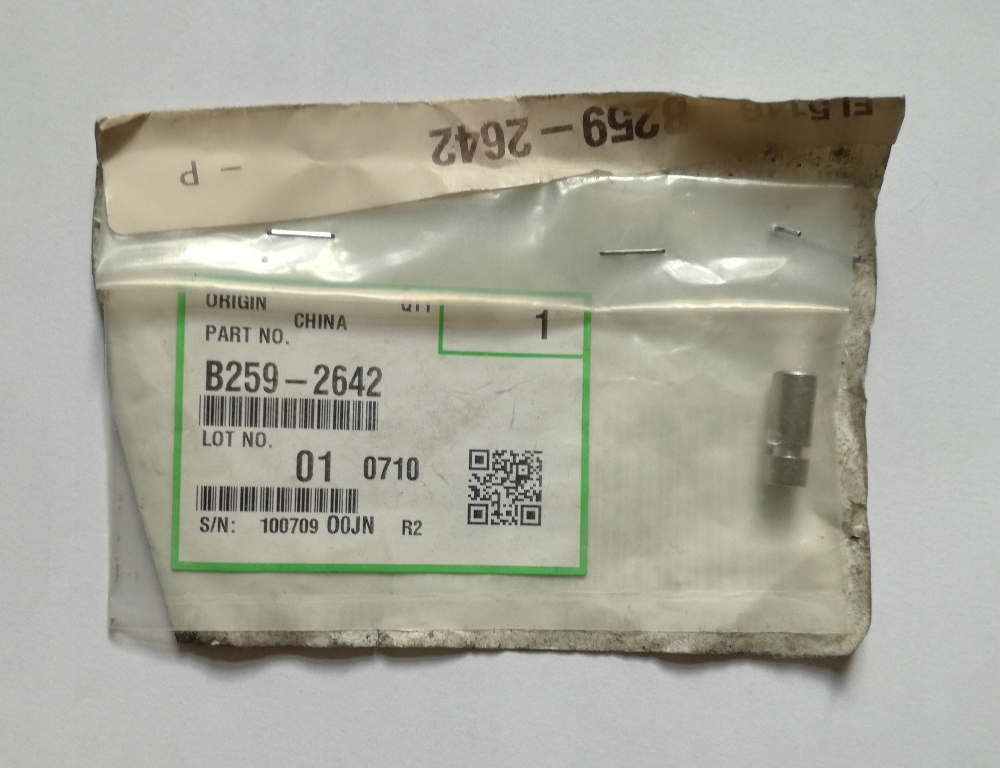 B259-2642
- P
ORIGIN CHINA QTY 1
PART NO.
B259-2642
LOT NO.
01 0710
S/N: 100709 00JN R2